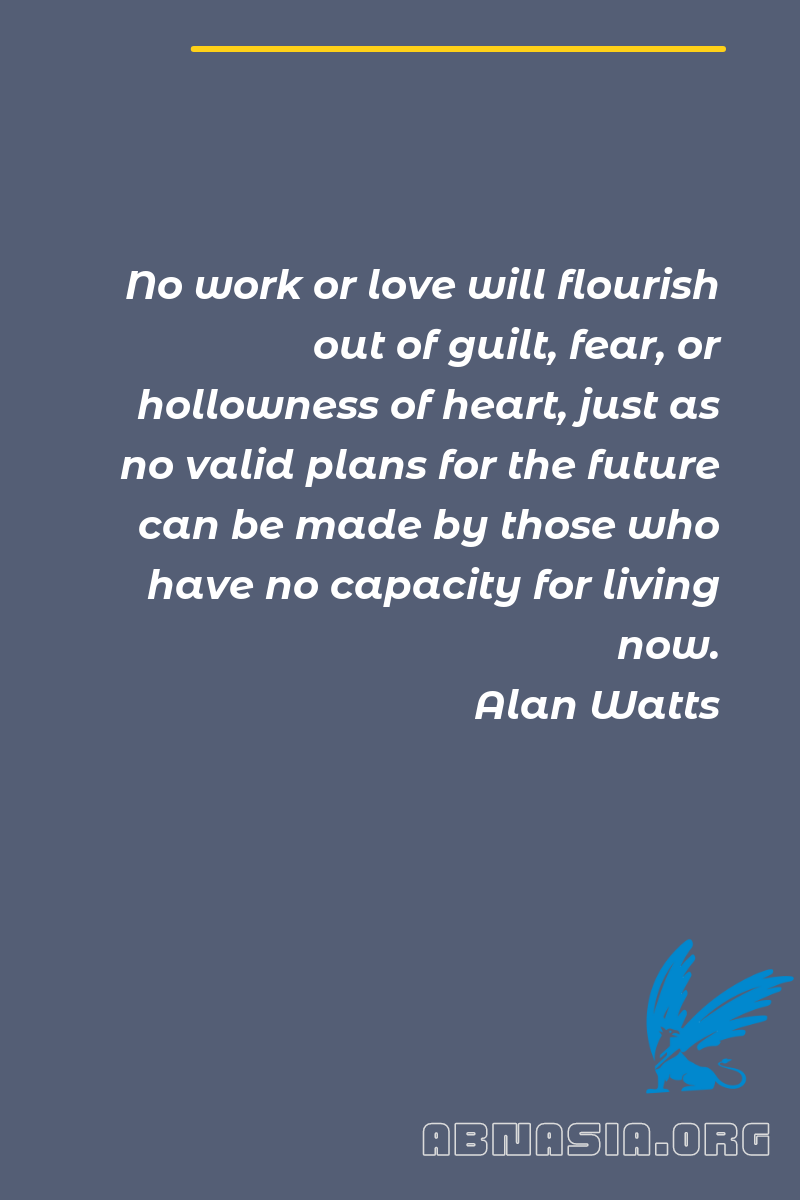 No work or love will flourish
out of guilt, fear, or
hollowness of heart, just as
no valid plans for the future
can be made by those who
have no capacity for living
now.
Alan Watts
ABNASIA.ORG